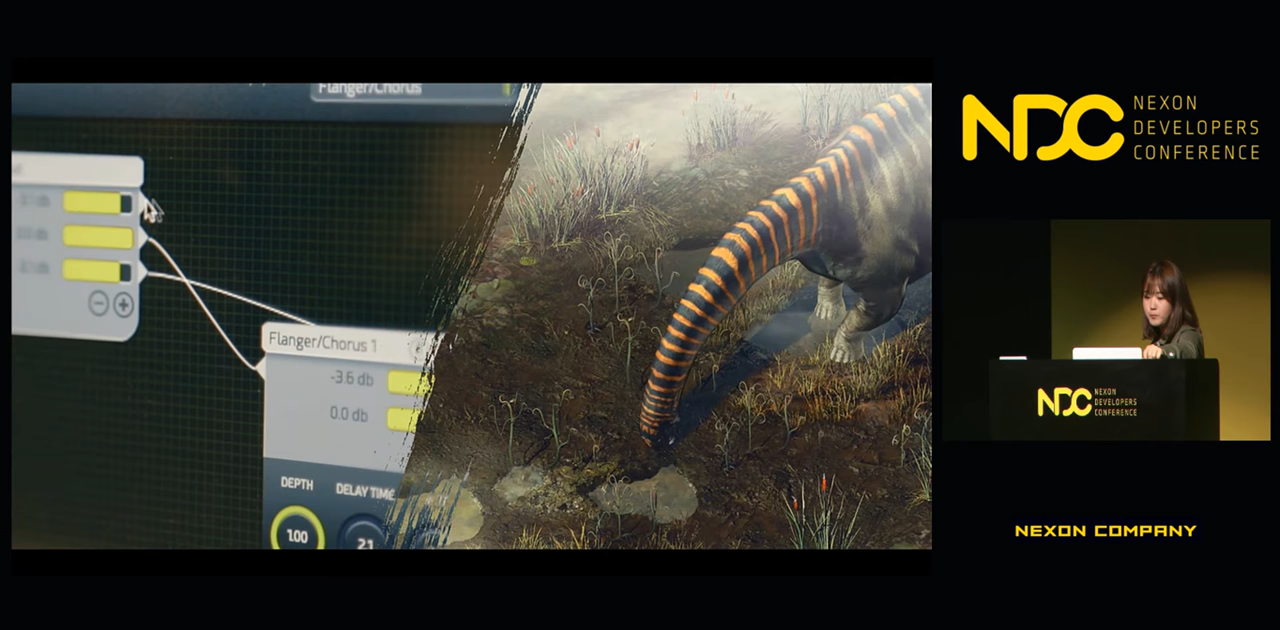 Flanger/Chorus
Flanger/Chorus 1
-3.6 db
0.0 db
DEPTH
DELAY TIME
1.00
21
NDC
NEXON
DEVELOPERS
CONFERENCE
NDC
NEXON
DEVELOPERS
CONFERENCE
NEXON COMPANY